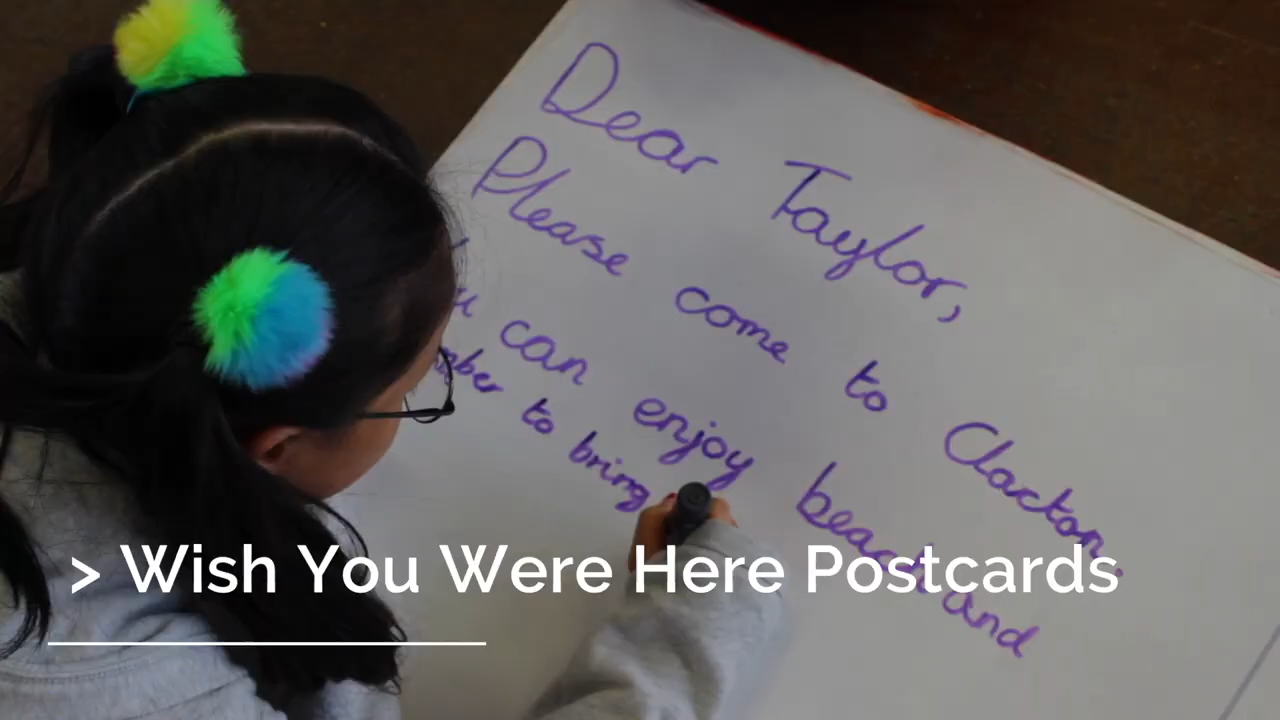 Dear Taylor,
Please come to Clacton.
can enjoy beach and
to bring
> Wish You Were Here Postcards